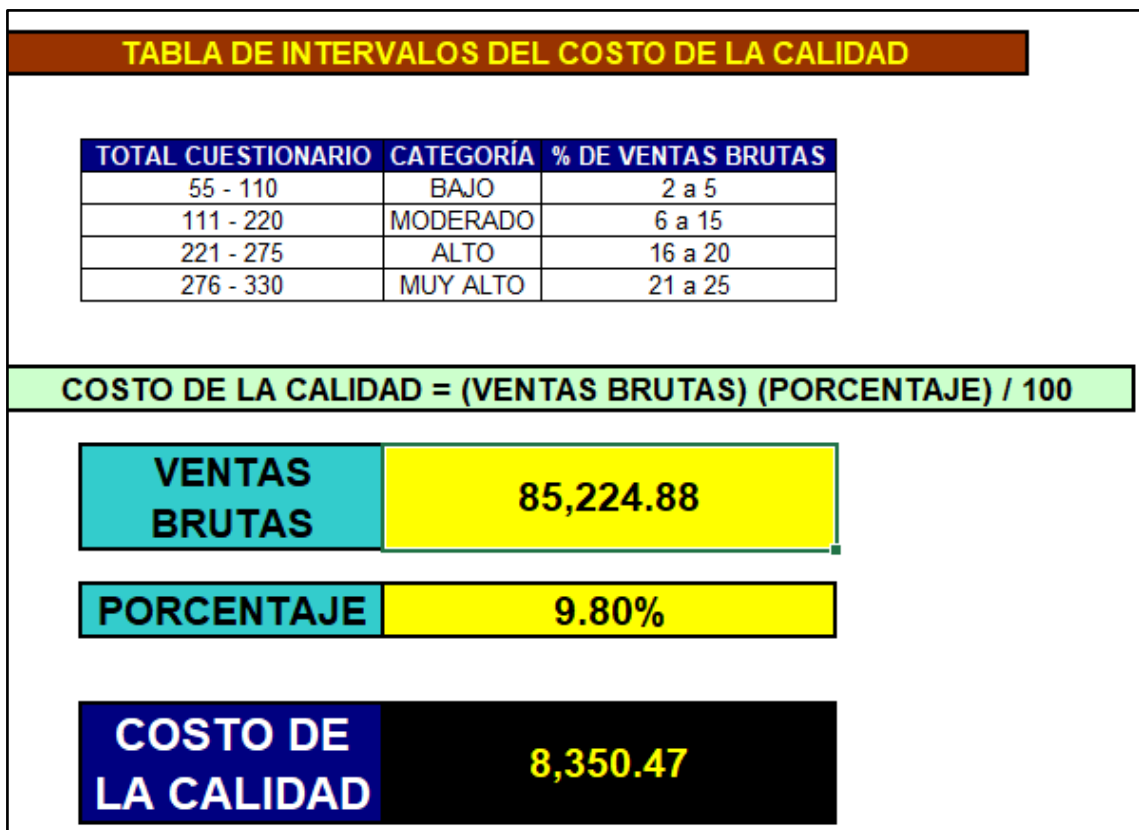 TABLA DE INTERVALOS DEL COSTO DE LA CALIDAD
TOTAL CUESTIONARIO CATEGORÍA % DE VENTAS BRUTAS
55 - 110 BAJO 2 a 5
111 - 220 MODERADO 6 a 15
221 - 275 ALTO 16 a 20
276 - 330 MUY ALTO 21 a 25
COSTO DE LA CALIDAD = (VENTAS BRUTAS) (PORCENTAJE) / 100
VENTAS
BRUTAS
85,224.88
PORCENTAJE 9.80%
COSTO DE
LA CALIDAD
8,350.47